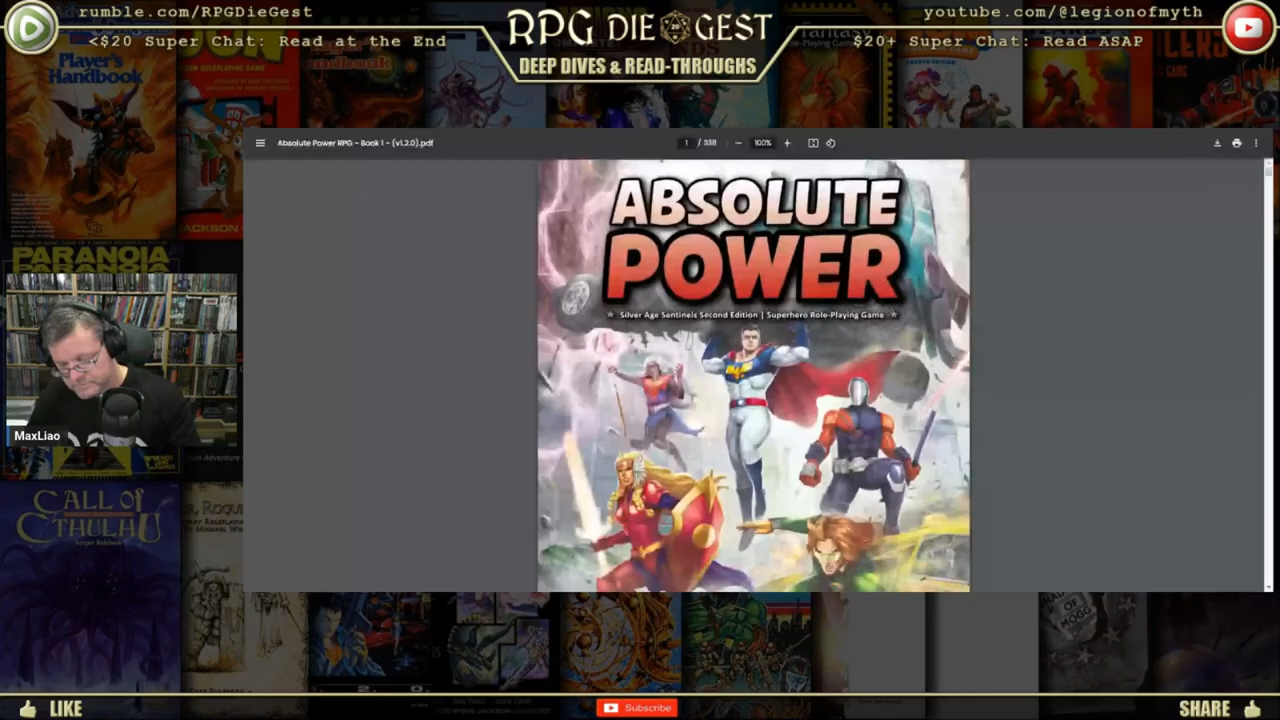 rumble.com/RPGDieGest
<$20 Super Chat: Read at the End
RPG DIE GEST
20
DEEP DIVES & READ-THROUGHS
youtube.com/@legionofmyth
$20+ Super Chat: Read ASAP
Player's
Handbook
Absolute Power RPG - Book 1 - (v1.2.0).pdf
1 / 338
100%
ABSOLUTE
POWER
Silver Age Sentinels Second Edition | Superhero Role-Playing Game
JACKSON
PARANOIA
MaxLiao
CALL OF
CTHULHU
LIKE
Subscribe
SHARE